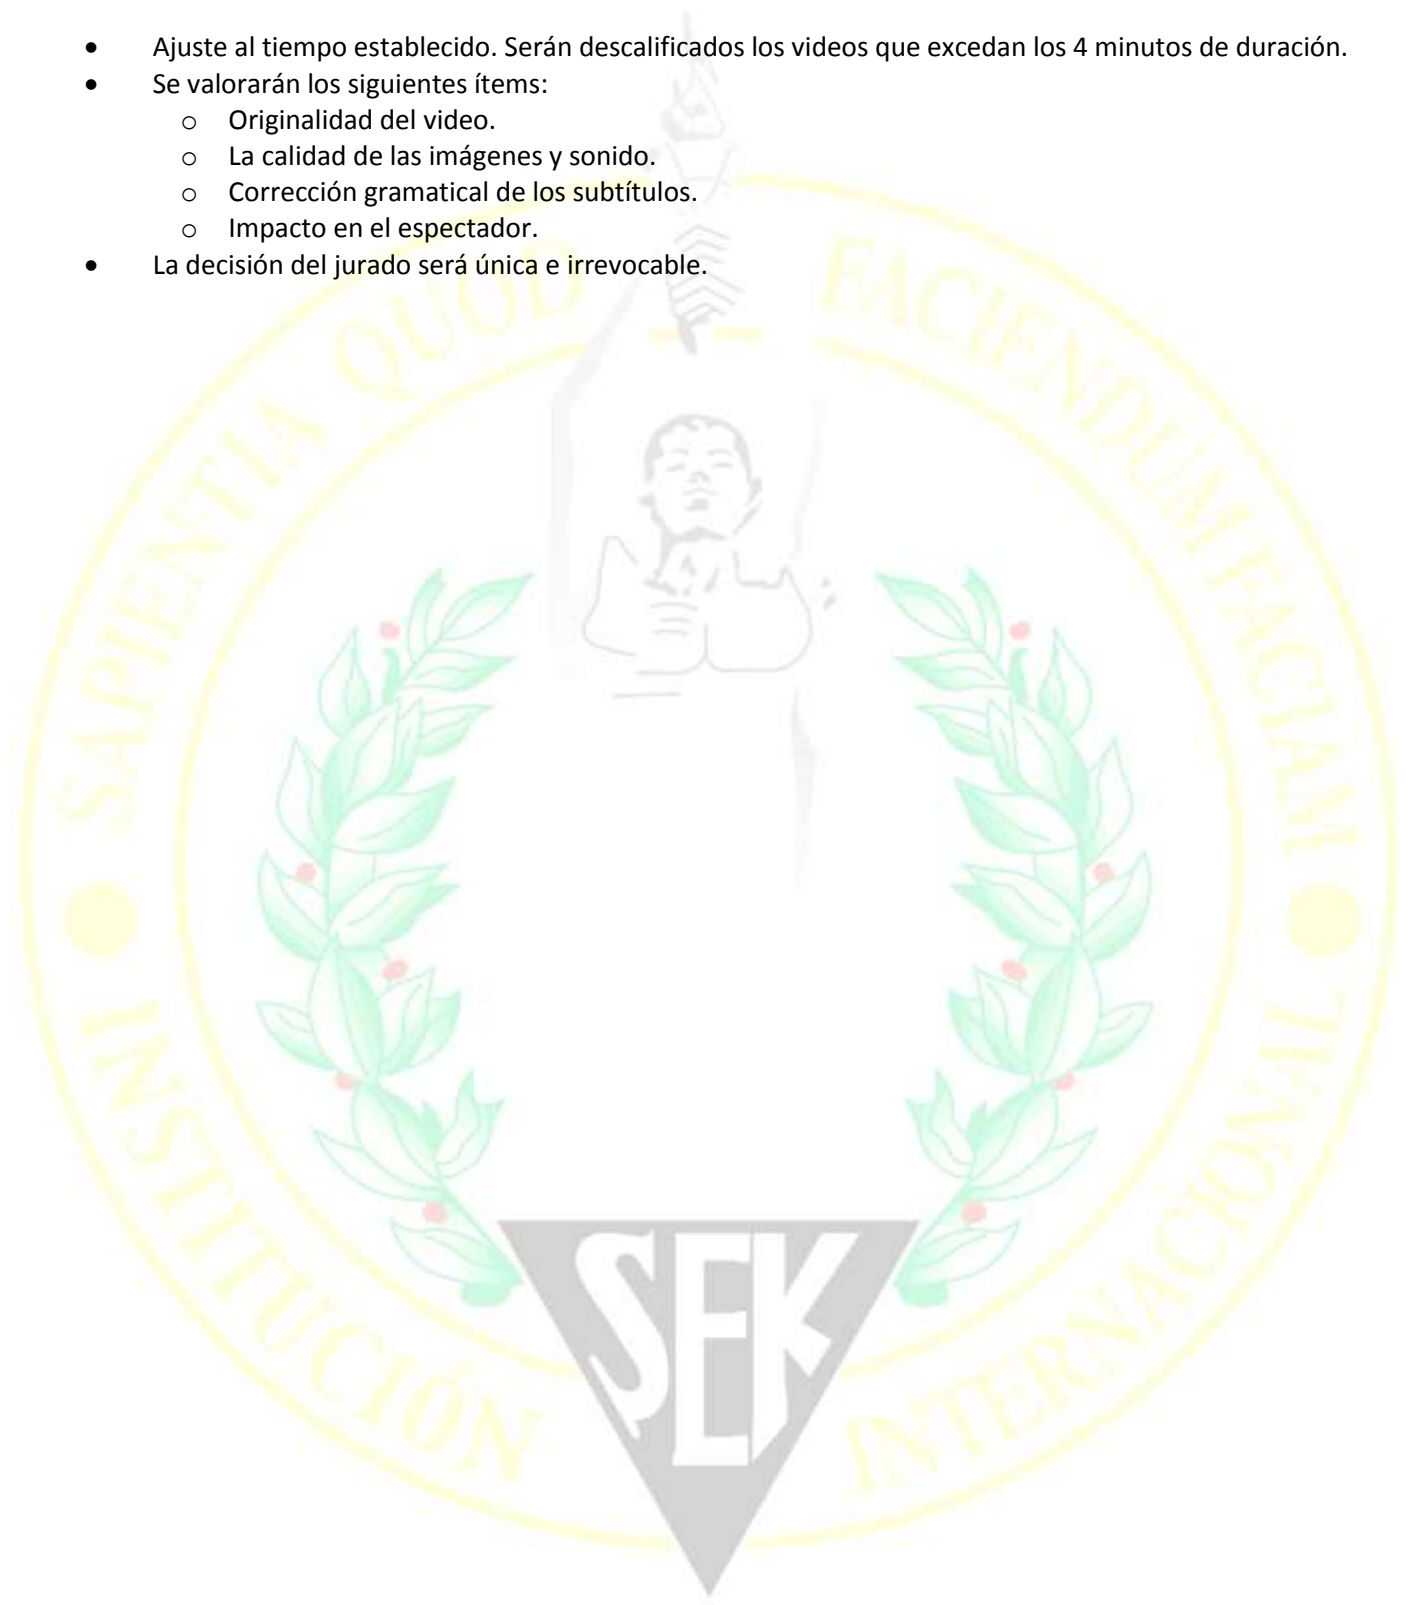 • Ajuste al tiempo establecido. Serán descalificados los videos que excedan los 4 minutos de duración.
• Se valorarán los siguientes ítems:
o Originalidad del video.
o La calidad de las imágenes y sonido.
o Corrección gramatical de los subtítulos.
o Impacto en el espectador.
• La decisión del jurado será única e irrevocable.
SAPIENTIA QUOD FACIENDUM FACIAM
INSTITUCIÓN INTERNACIONAL
SEK